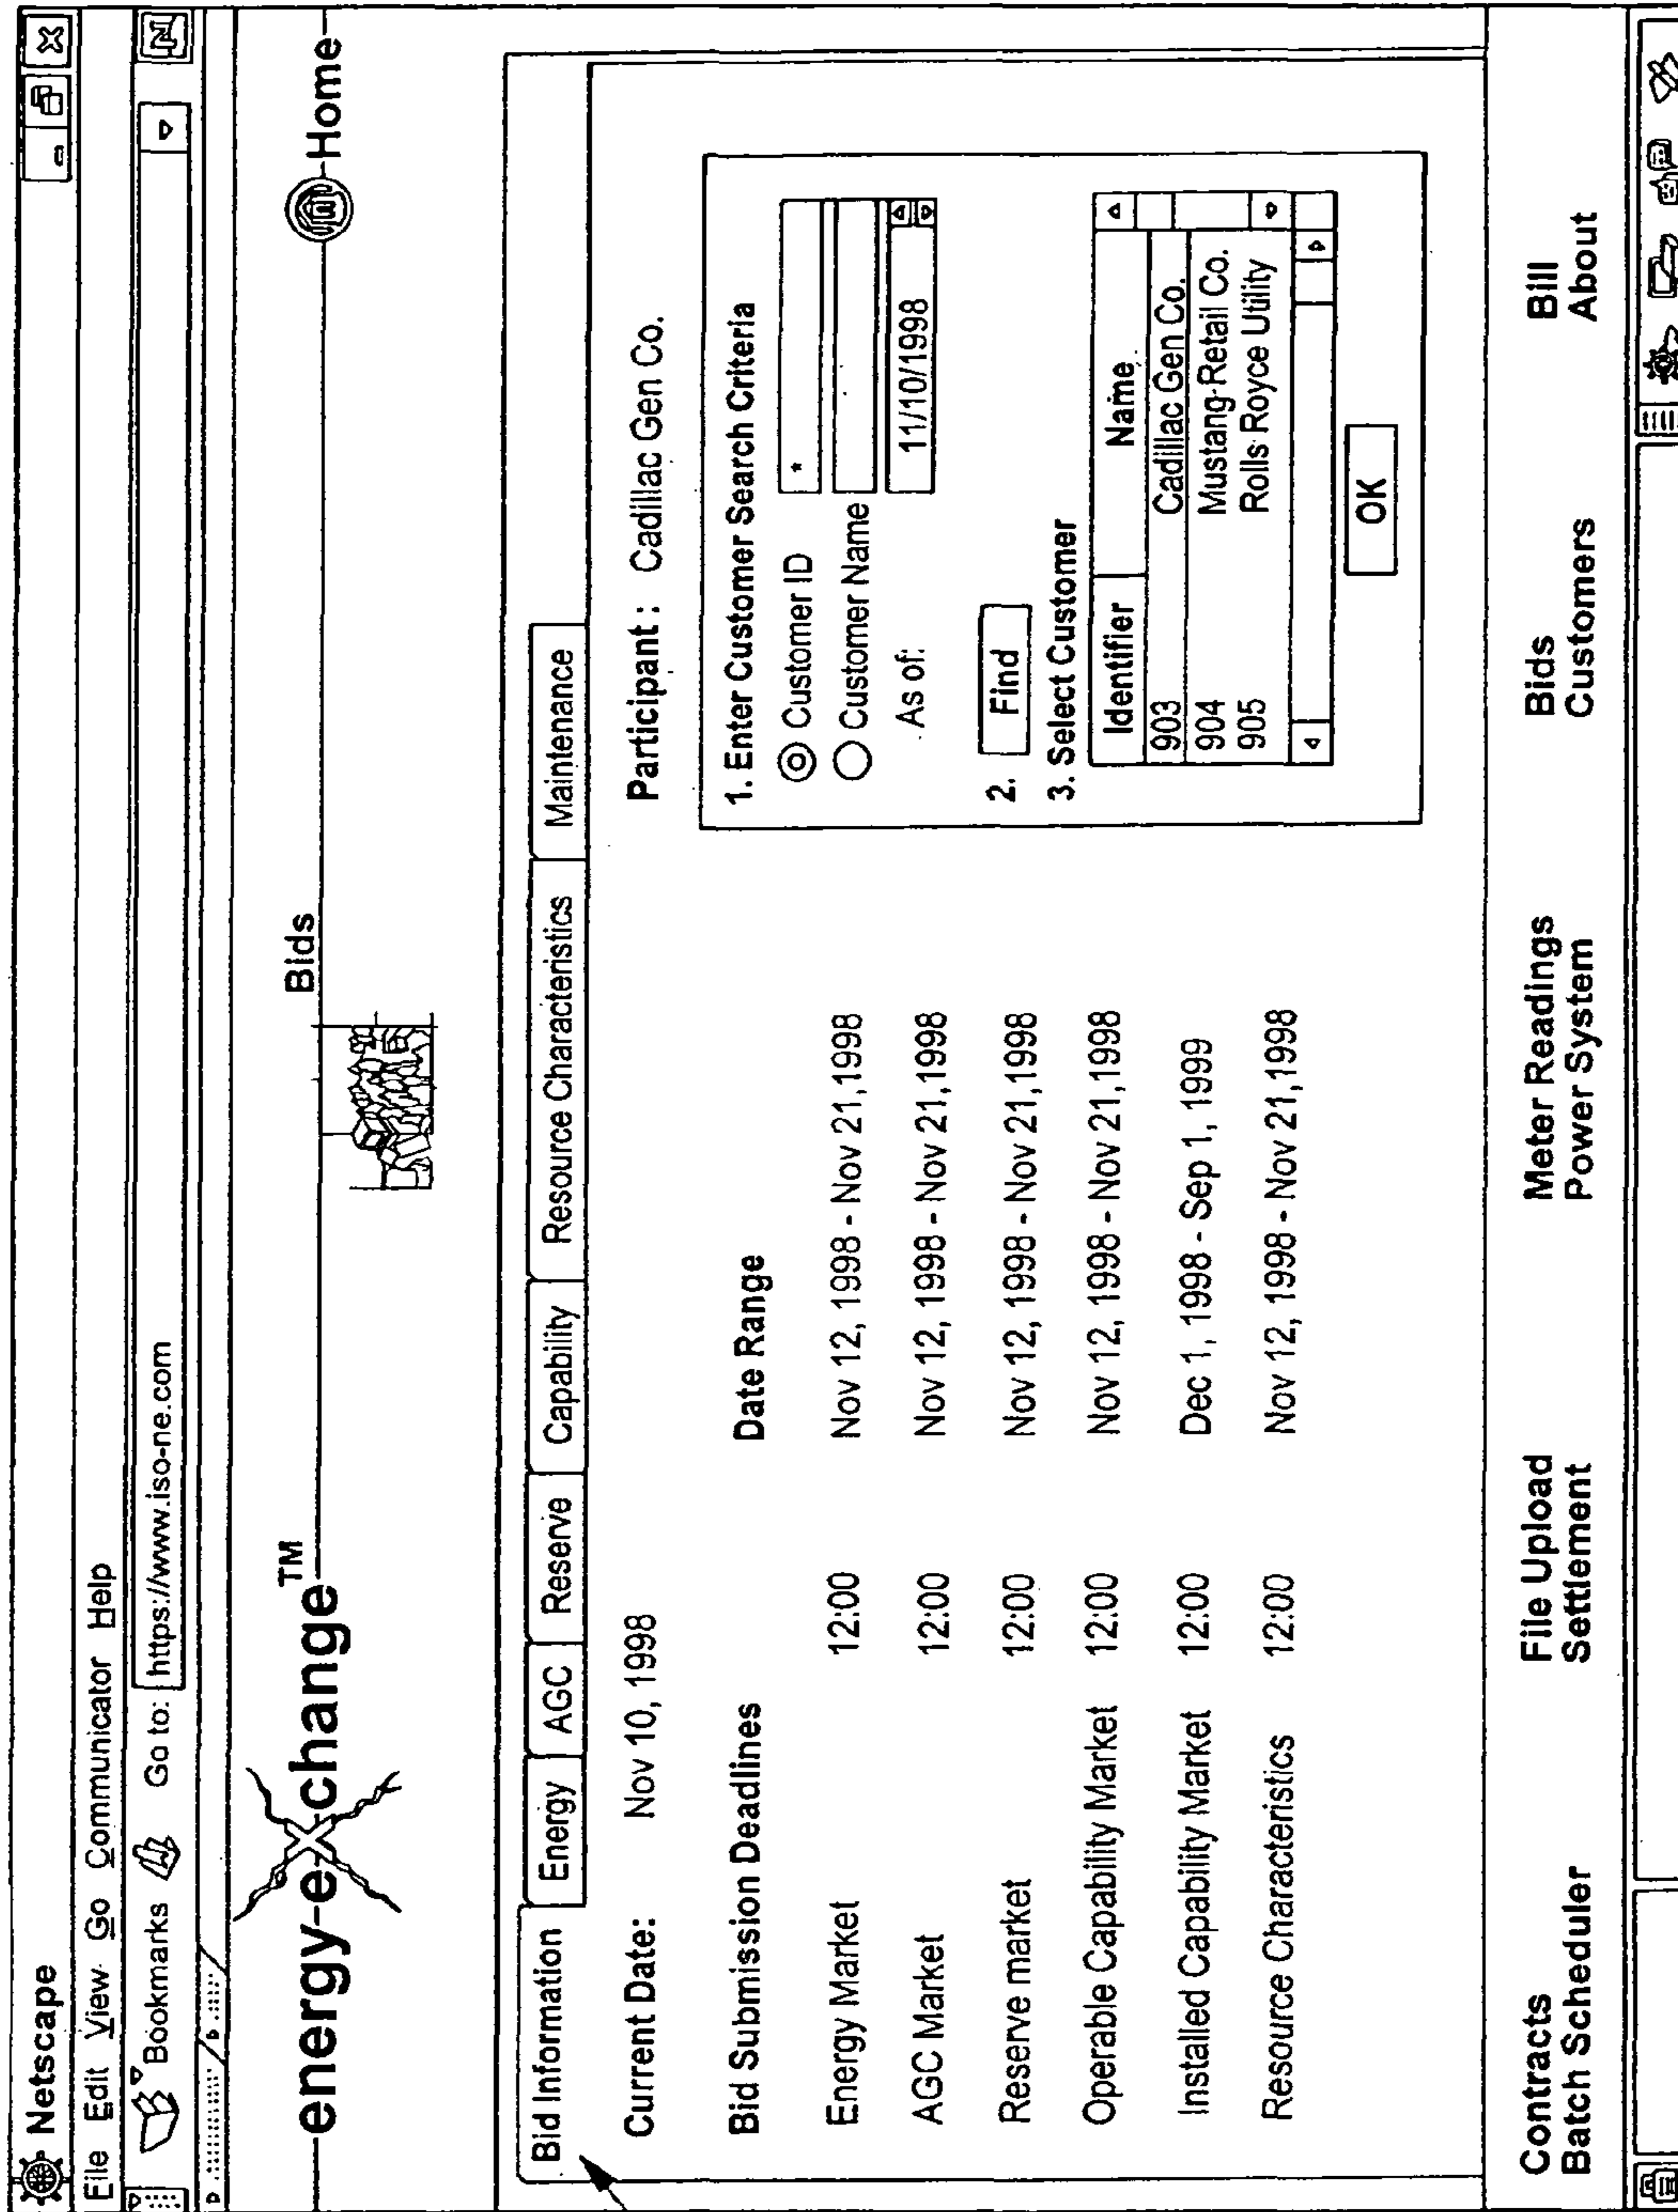 Netscape
File Edit View Go Communicator Help
Bookmarks Go to: https://www.iso-ne.com
energy-exchange™
Bids
Home
Bid Information Energy AGC Reserve Capability Resource Characteristics Maintenance
Current Date: Nov 10, 1998
Participant : Cadillac Gen Co.
Bid Submission Deadlines Date Range
Energy Market 12:00 Nov 12, 1998 - Nov 21,1998
AGC Market 12:00 Nov 12, 1998 - Nov 21,1998
Reserve market 12:00 Nov 12, 1998 - Nov 21,1998
Operable Capability Market 12:00 Nov 12, 1998 - Nov 21,1998
Installed Capability Market 12:00 Dec 1, 1998 - Sep 1, 1999
Resource Characteristics 12:00 Nov 12, 1998 - Nov 21,1998
1. Enter Customer Search Criteria
Customer ID *
Customer Name
As of: 11/10/1998
2. Find
3. Select Customer
Identifier Name
903 Cadillac Gen Co.
904 Mustang-Retail Co.
905 Rolls Royce Utility
OK
Contracts File Upload Meter Readings Bids Bill
Batch Scheduler Settlement Power System Customers About